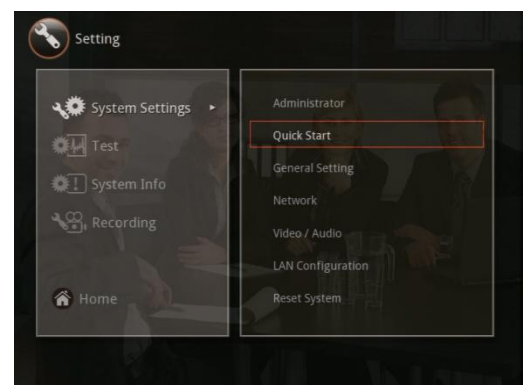 Setting
System Settings
Test
System Info
Recording
Home
Administrator
Quick Start
General Setting
Network
Video / Audio
LAN Configuration
Reset System